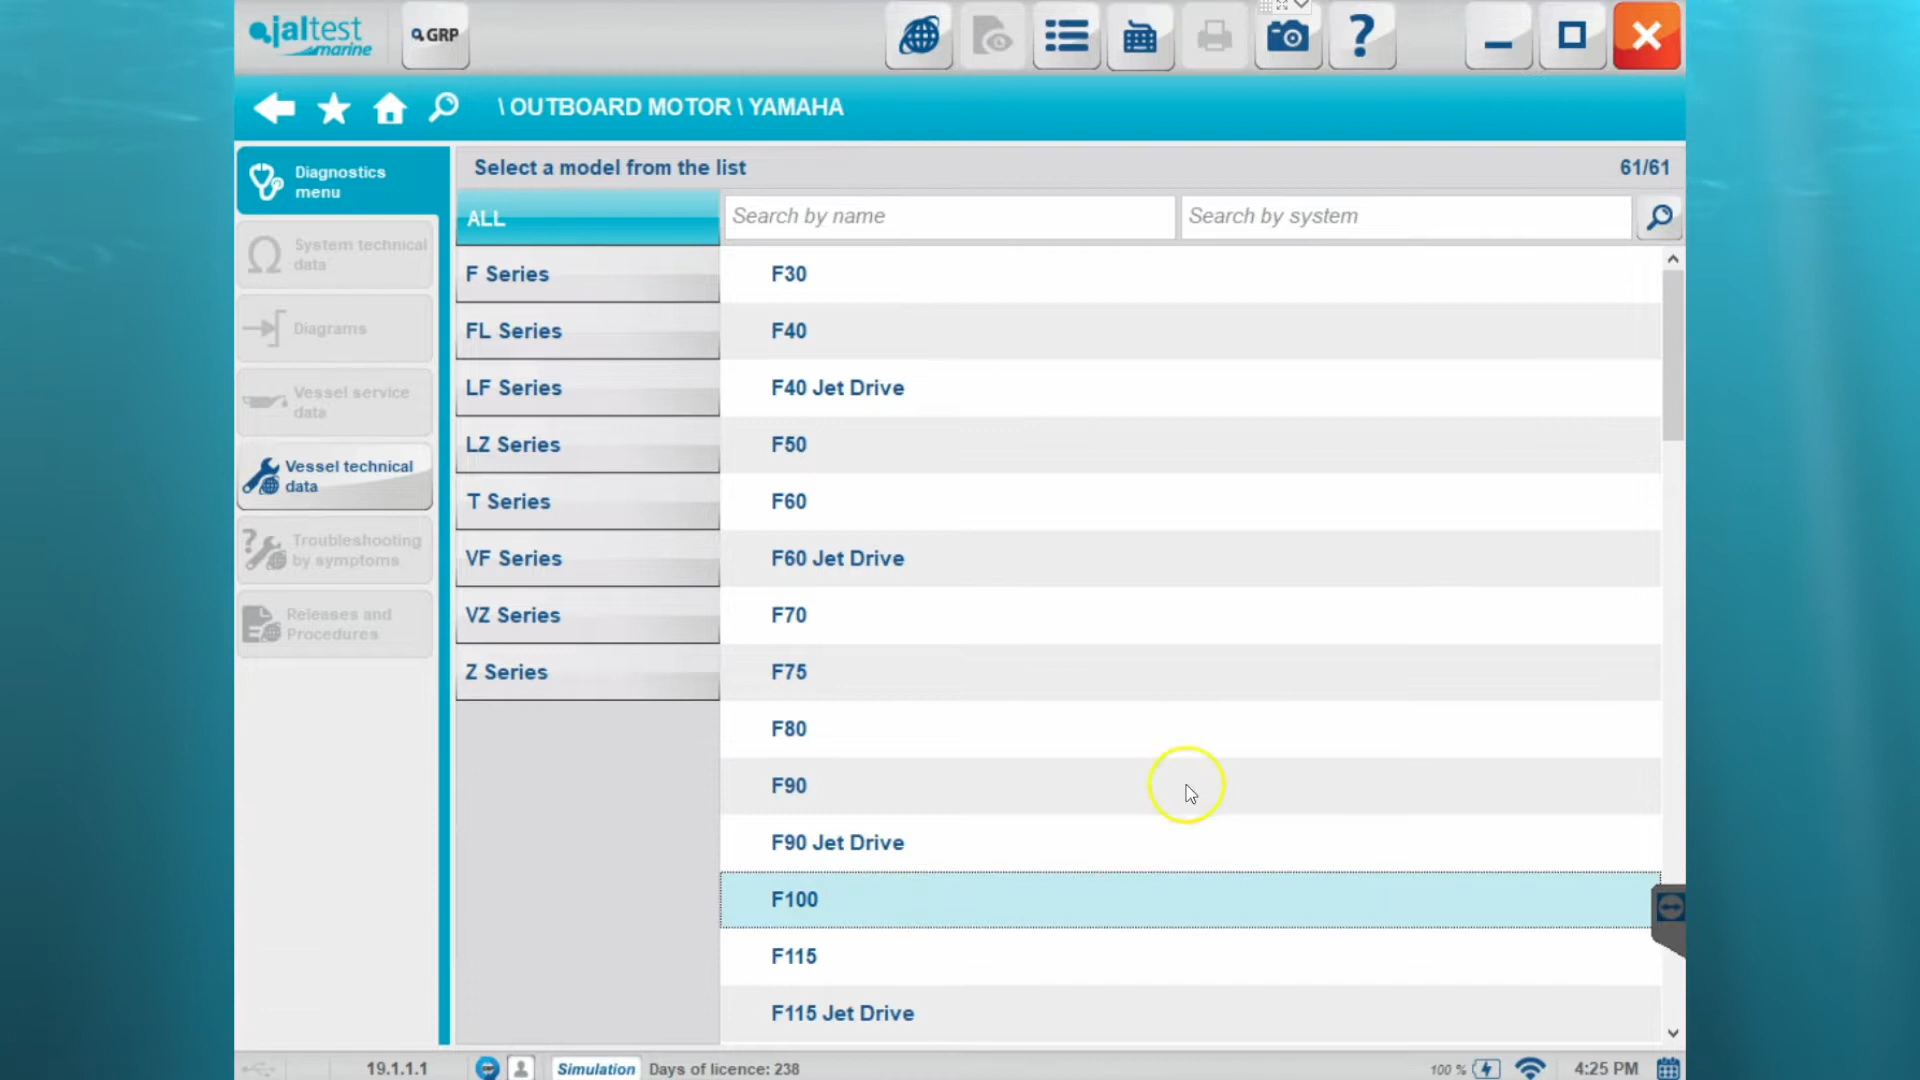 jaltest
marine
GRP
?
\ OUTBOARD MOTOR \ YAMAHA
Diagnostics
menu
System technical
data
Diagrams
Vessel service
data
Vessel technical
data
Troubleshooting
by symptoms
Releases and
Procedures
Select a model from the list
61/61
ALL
Search by name
Search by system
F Series
FL Series
LF Series
LZ Series
T Series
VF Series
VZ Series
Z Series
F30
F40
F40 Jet Drive
F50
F60
F60 Jet Drive
F70
F75
F80
F90
F90 Jet Drive
F100
F115
F115 Jet Drive
19.1.1.1
Simulation
Days of licence: 238
100 %
4:25 PM